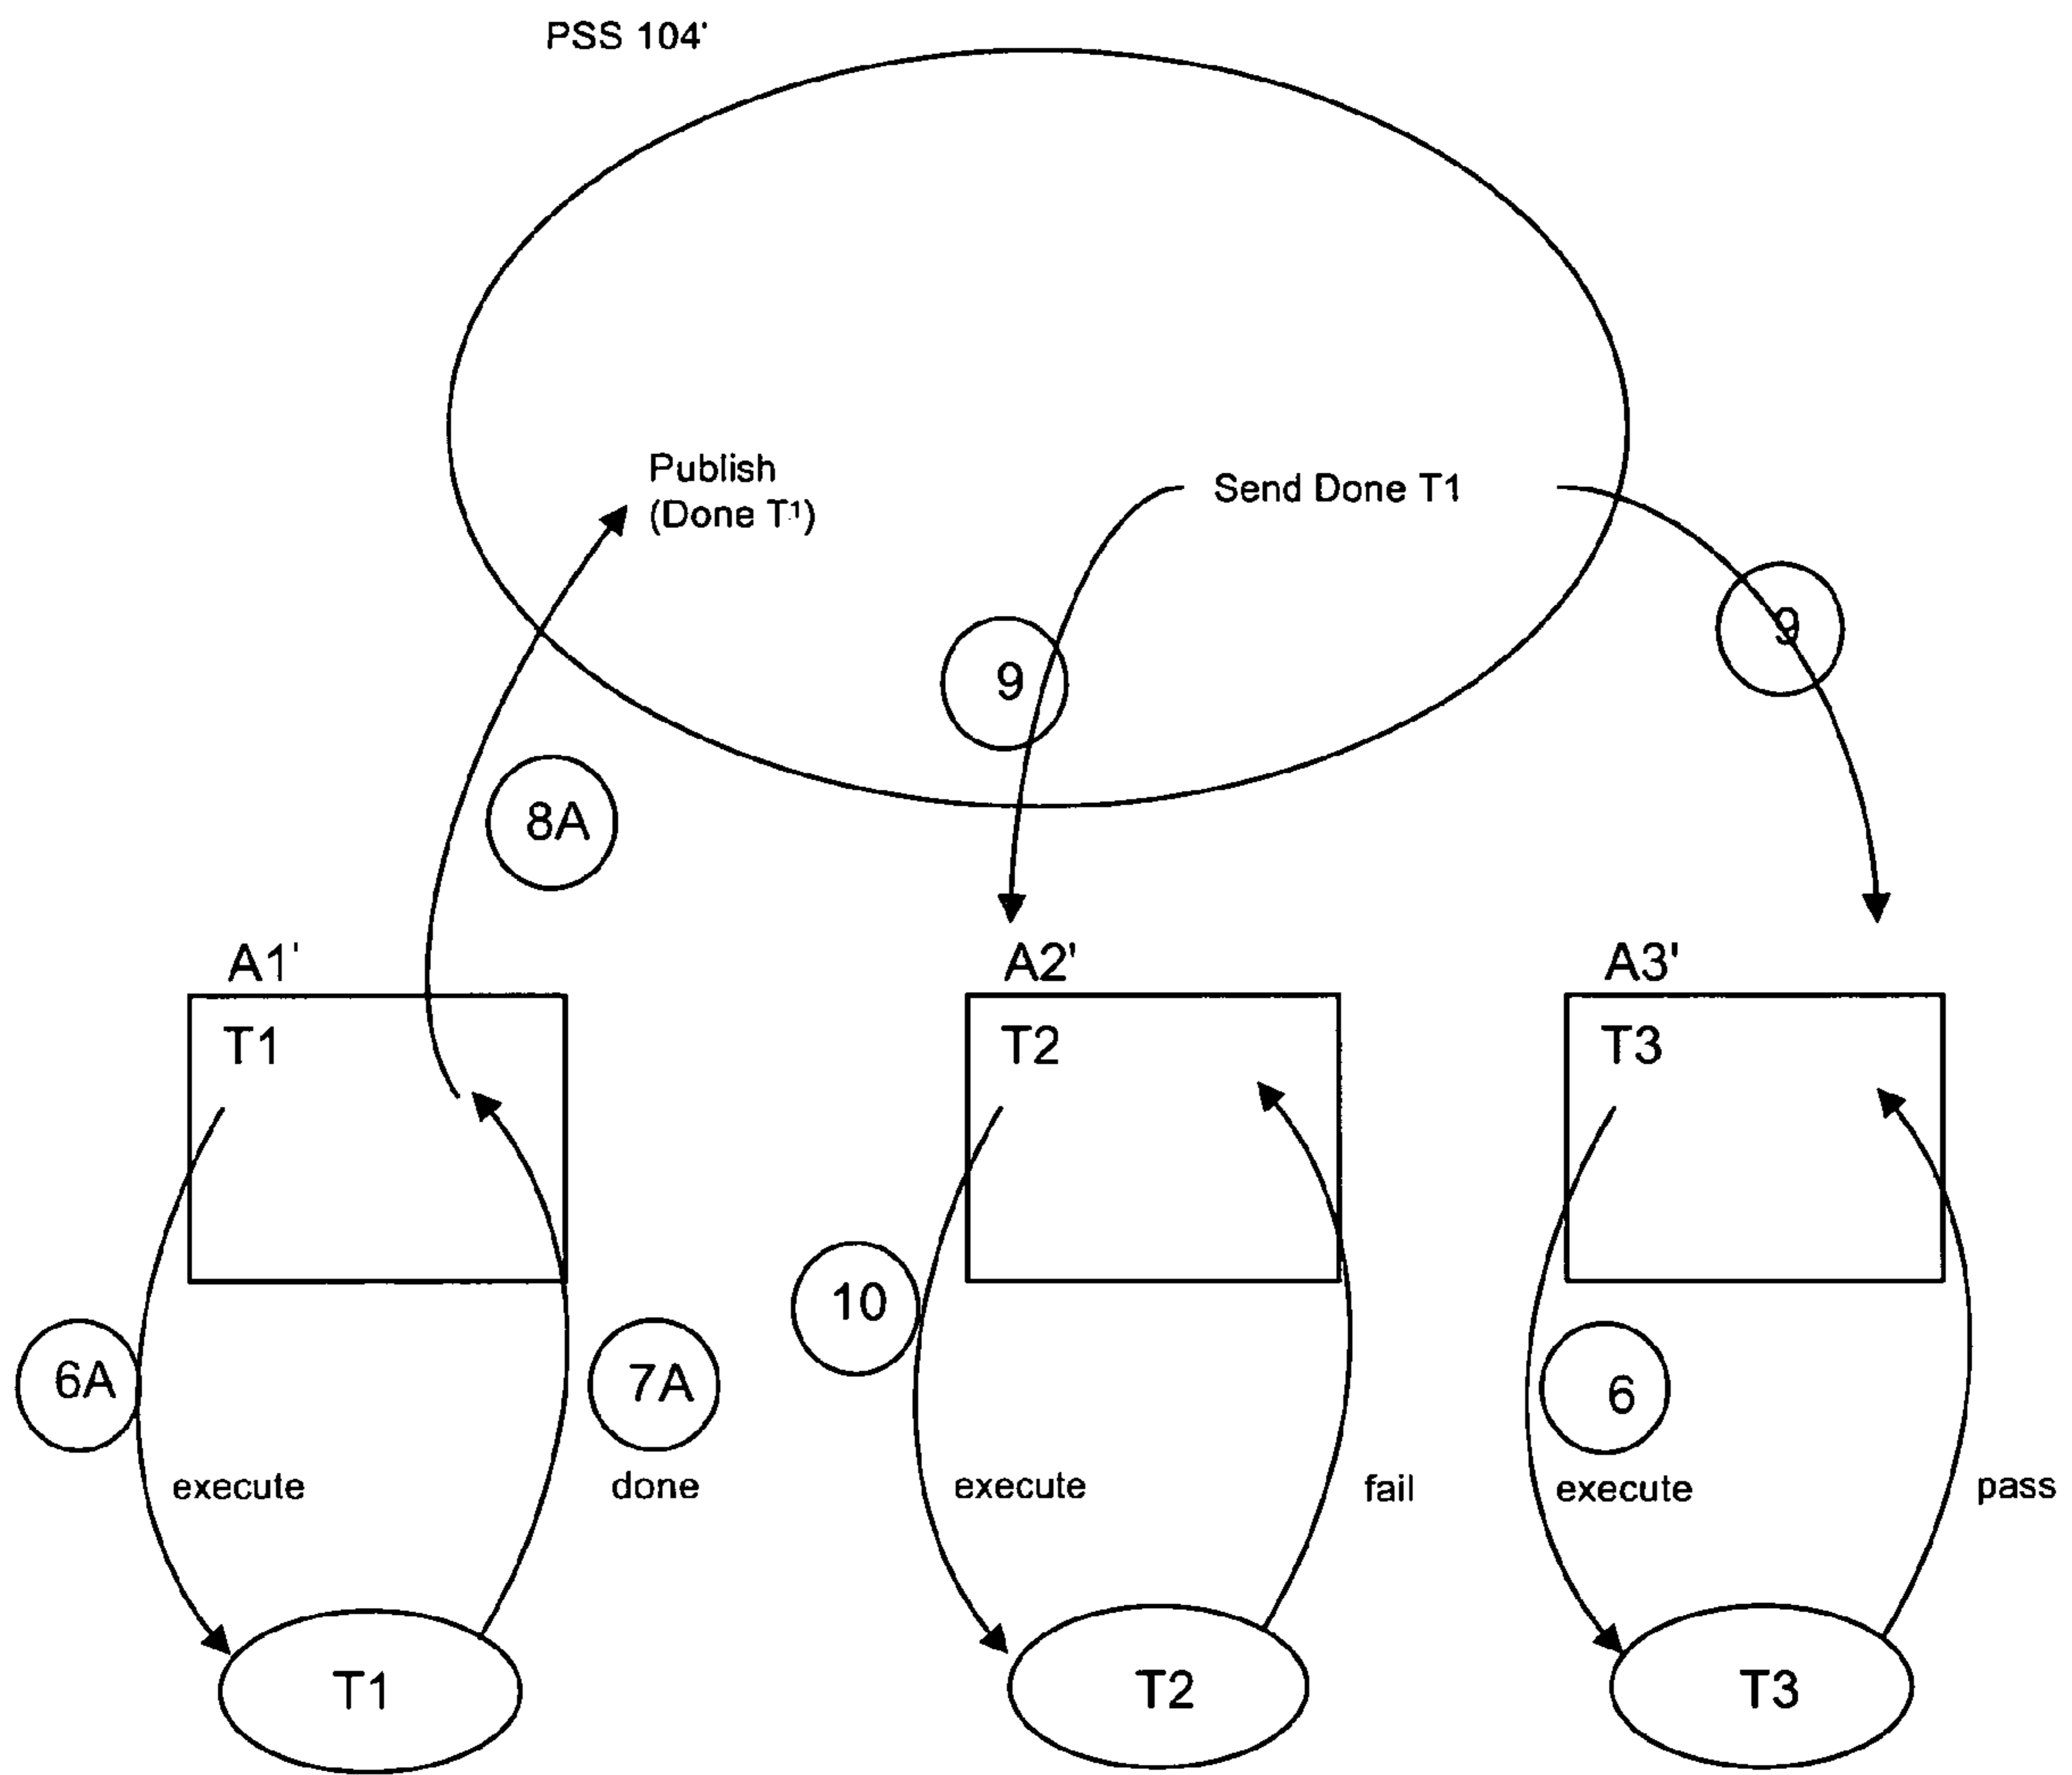 PSS 104'
Publish
(Done T1)
Send Done T1
9
9
8A
A1'
A2'
A3'
T1
T2
T3
10
6A
7A
6
execute
done
execute
fail
execute
pass
T1
T2
T3